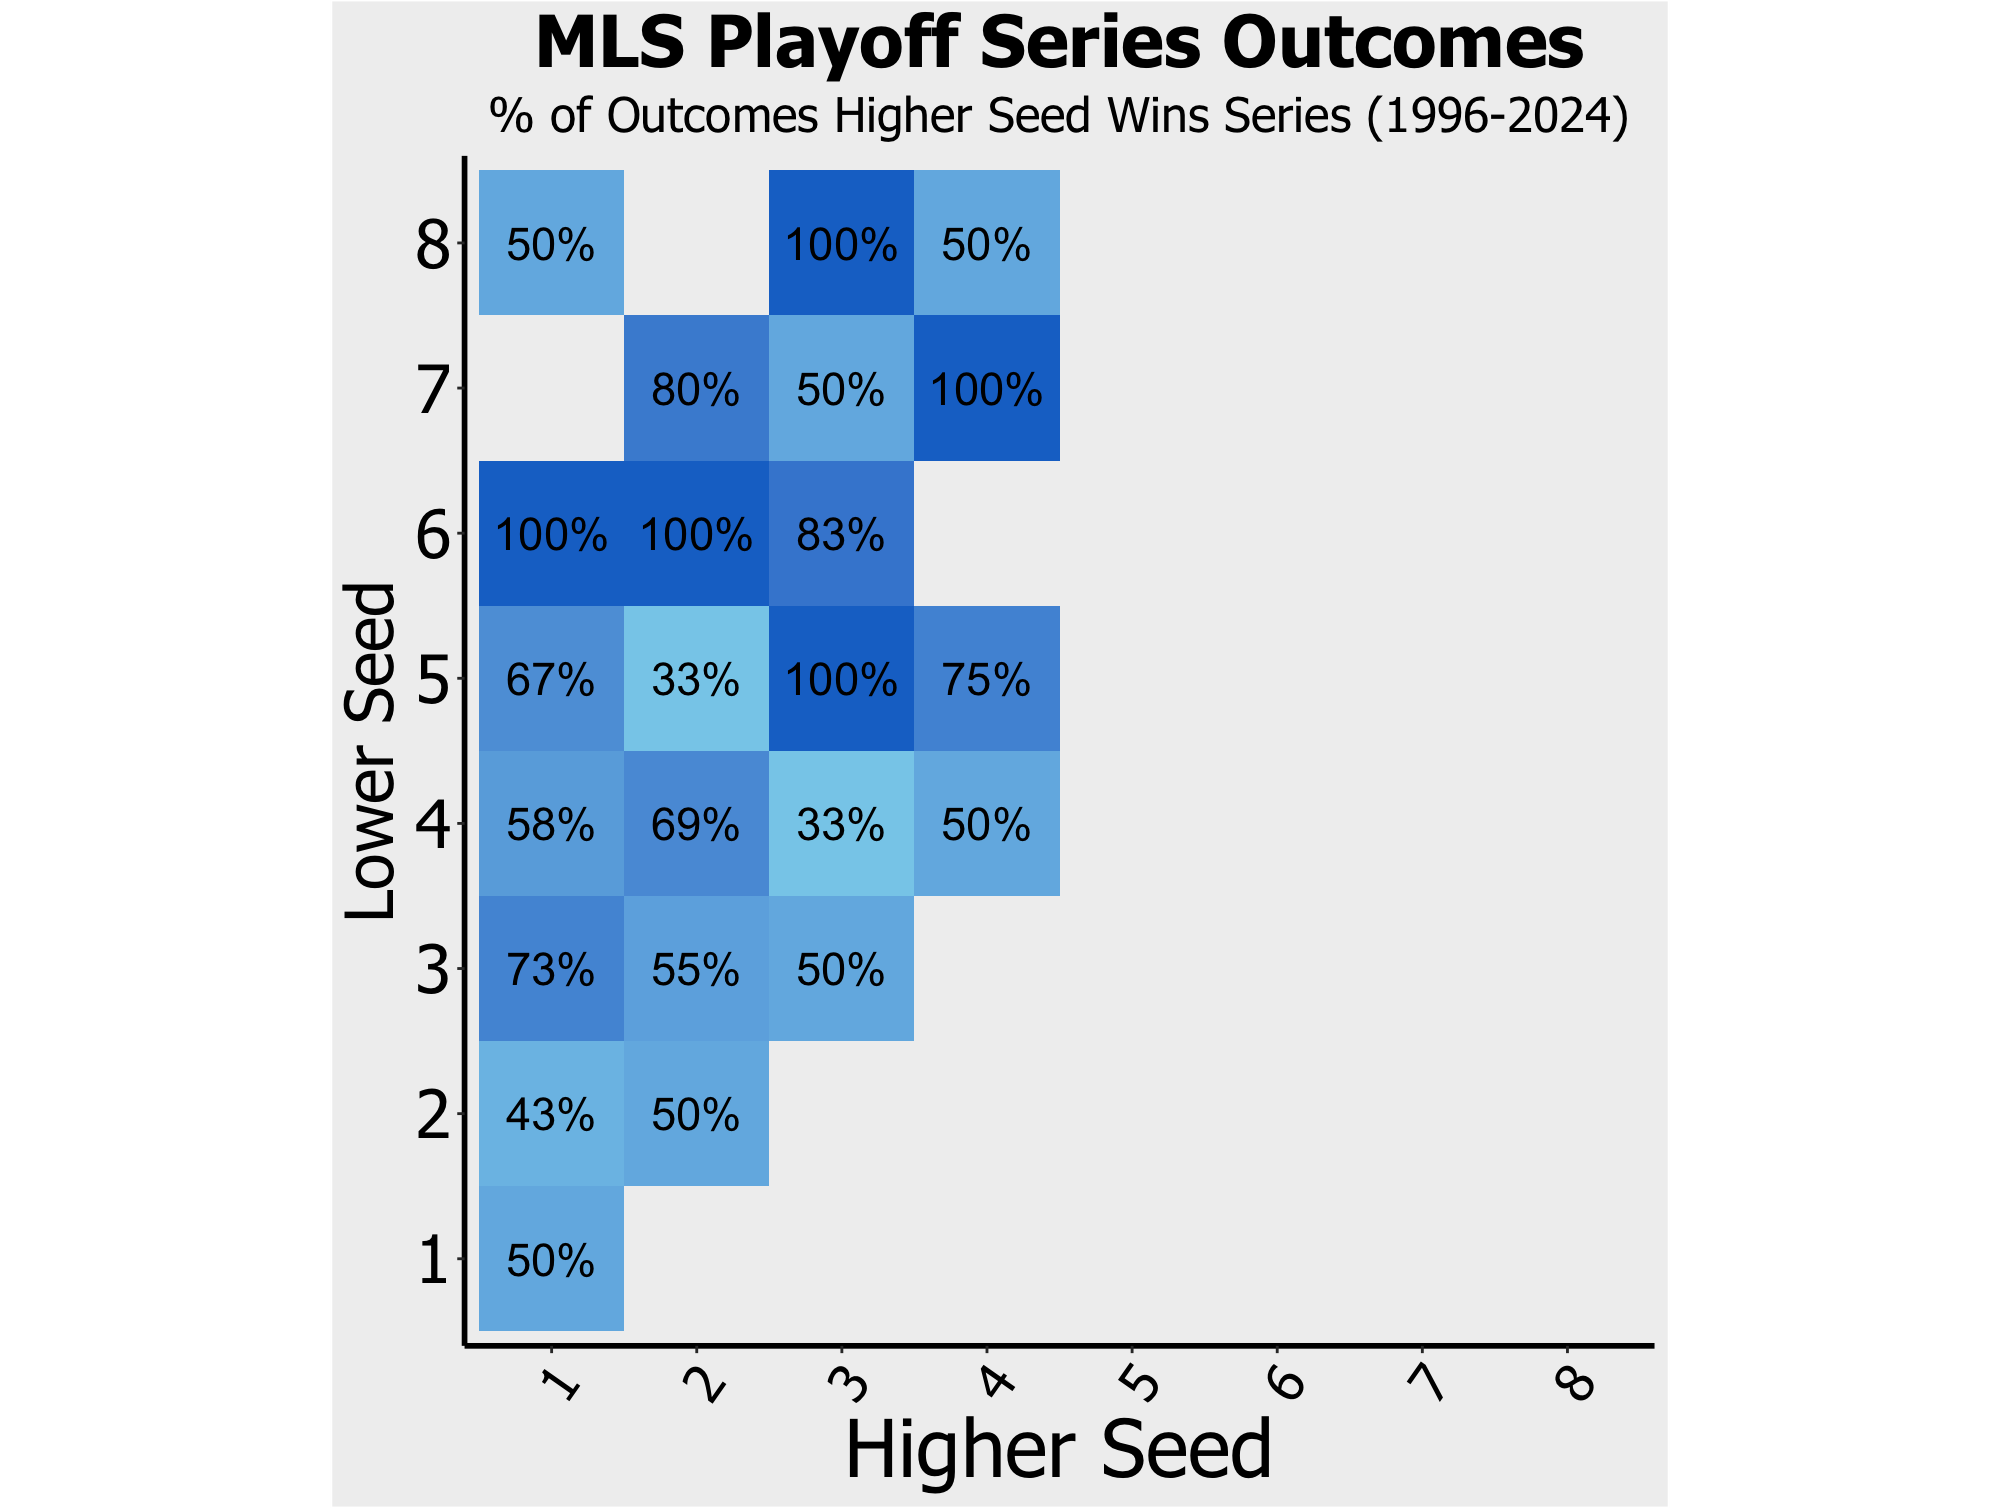 MLS Playoff Series Outcomes
% of Outcomes Higher Seed Wins Series (1996-2024)
8 50% 100% 50%
7 80% 50% 100%
6 100% 100% 83%
5 67% 33% 100% 75%
4 58% 69% 33% 50%
3 73% 55% 50%
2 43% 50%
1 50%
Lower Seed
1 2 3 4 5 6 7 8
Higher Seed